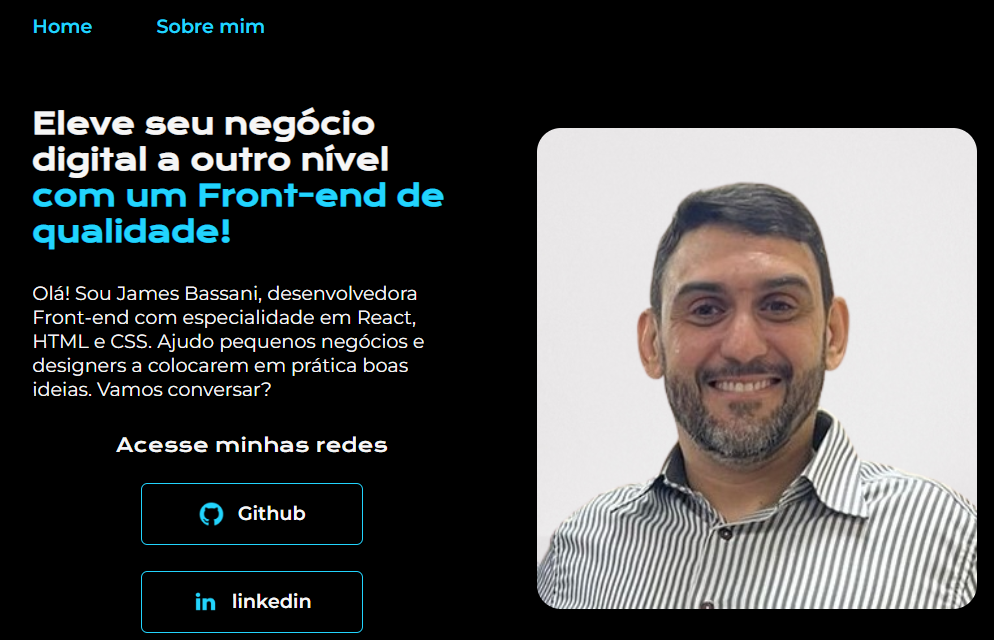 Home
Sobre mim
Eleve seu negócio
digital a outro nível
com um Front-end de
qualidade!
Olá! Sou James Bassani, desenvolvedora
Front-end com especialidade em React,
HTML e CSS. Ajudo pequenos negócios e
designers a colocarem em prática boas
ideias. Vamos conversar?
Acesse minhas redes
Github
in linkedin